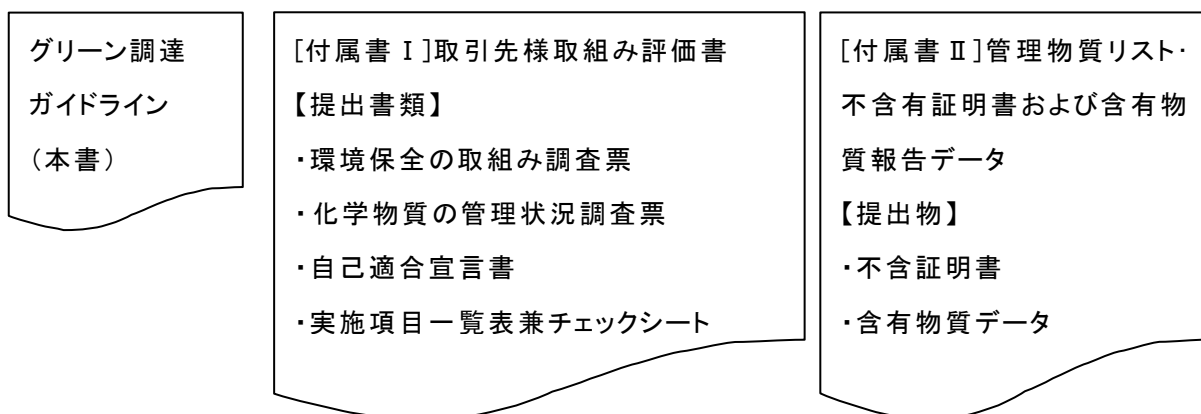 グリーン調達
ガイドライン
(本書)
[付属書Ⅰ]取引先様取組み評価書
【提出書類】
・環境保全の取組み調査票
・化学物質の管理状況調査票
・自己適合宣言書
・実施項目一覧表兼チェックシート
[付属書Ⅱ]管理物質リスト・
不含有証明書および含有物
質報告データ
【提出物】
・不含証明書
・含有物質データ